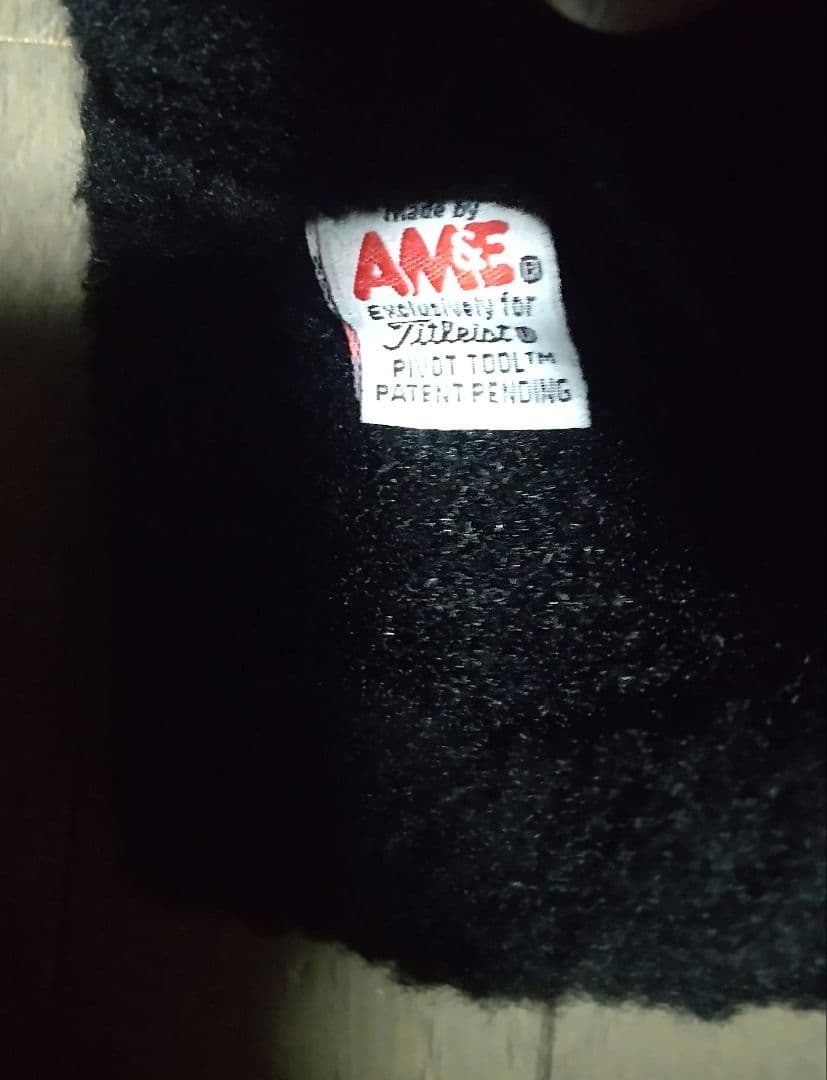 made by
AM&E®
Exclusively for
Titleist®
PIVOT TOOL™
PATENT PENDING